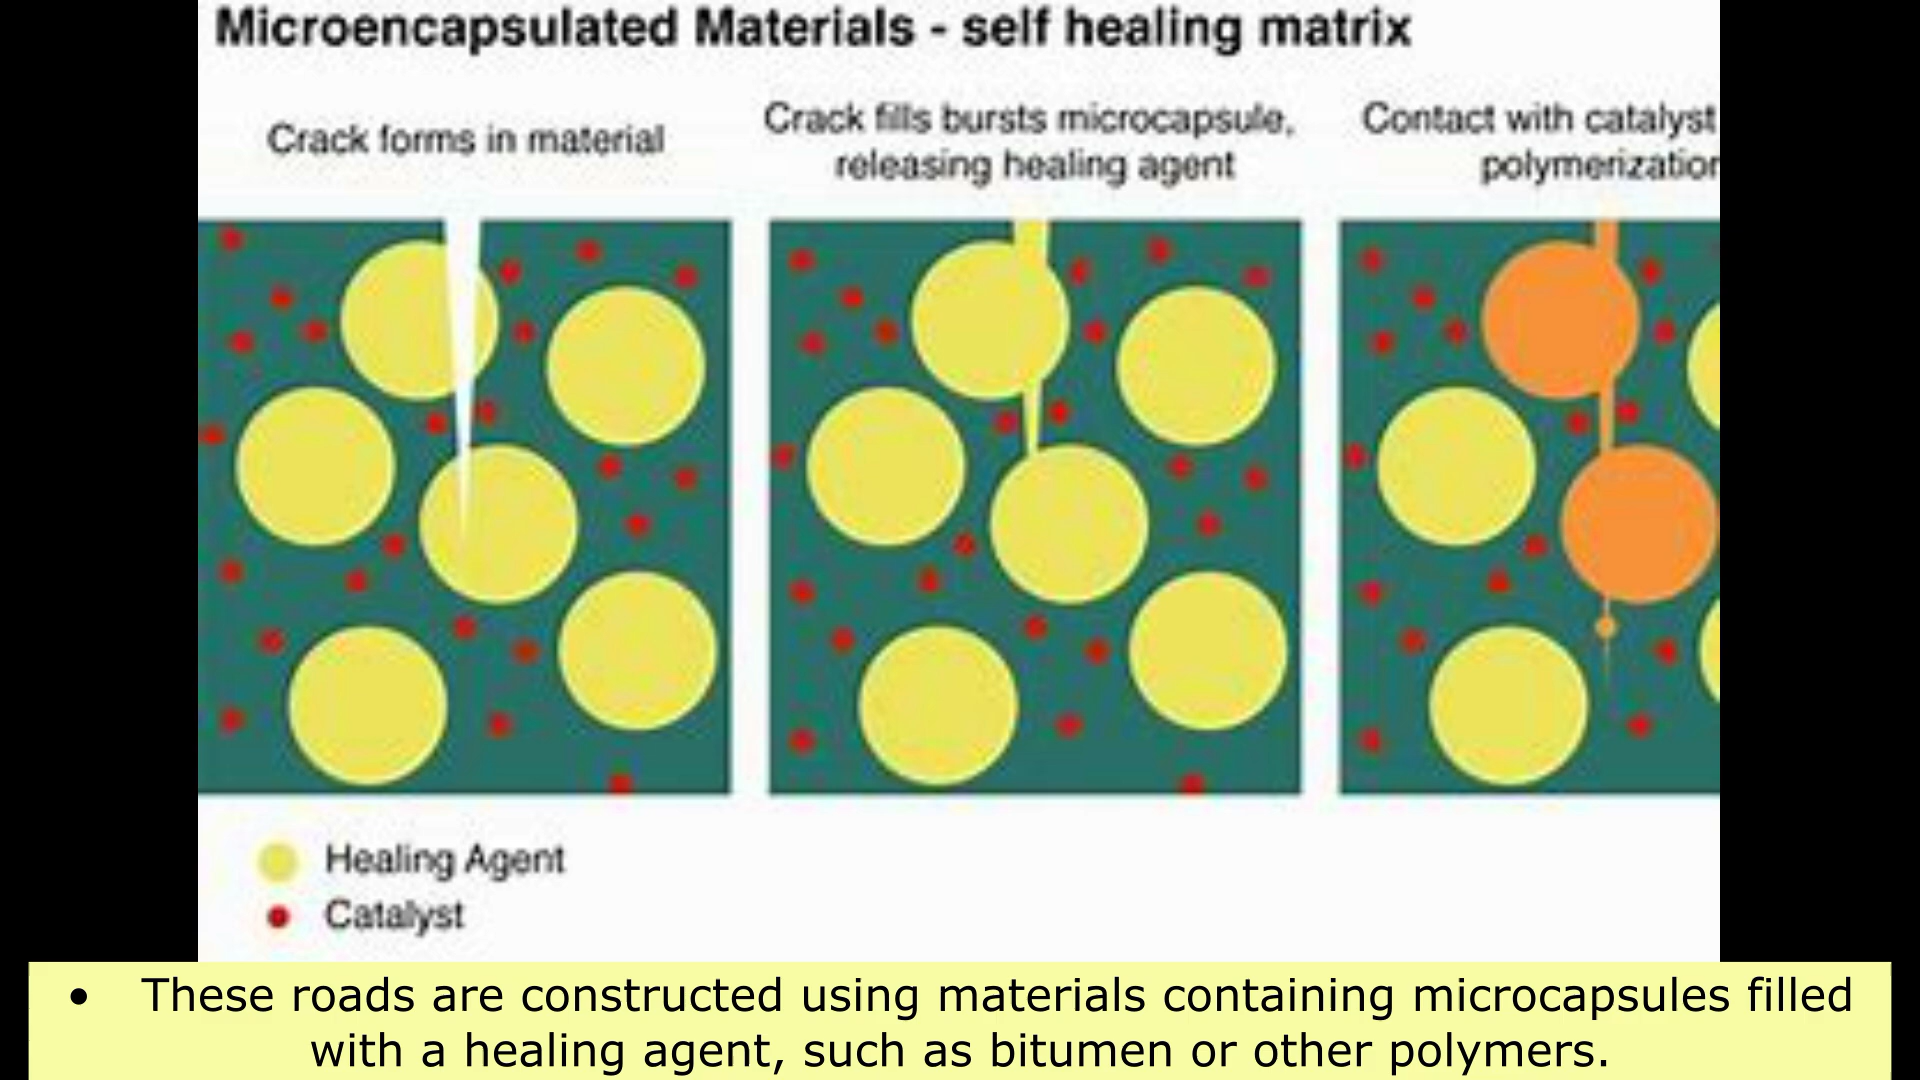 Microencapsulated Materials - self healing matrix
Crack forms in material
Crack fills bursts microcapsule,
releasing healing agent
Contact with catalyst
polymerization
Healing Agent
Catalyst
• These roads are constructed using materials containing microcapsules filled
with a healing agent, such as bitumen or other polymers.